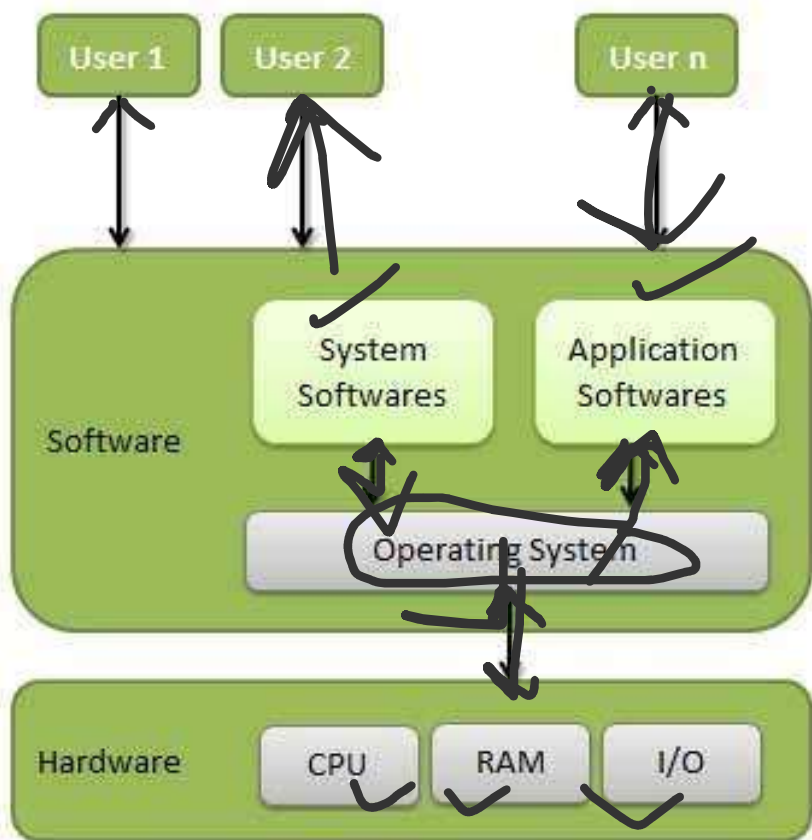 User 1
User 2
User n
System
Softwares
Application
Softwares
Software
Operating System
Hardware
CPU
RAM
I/O